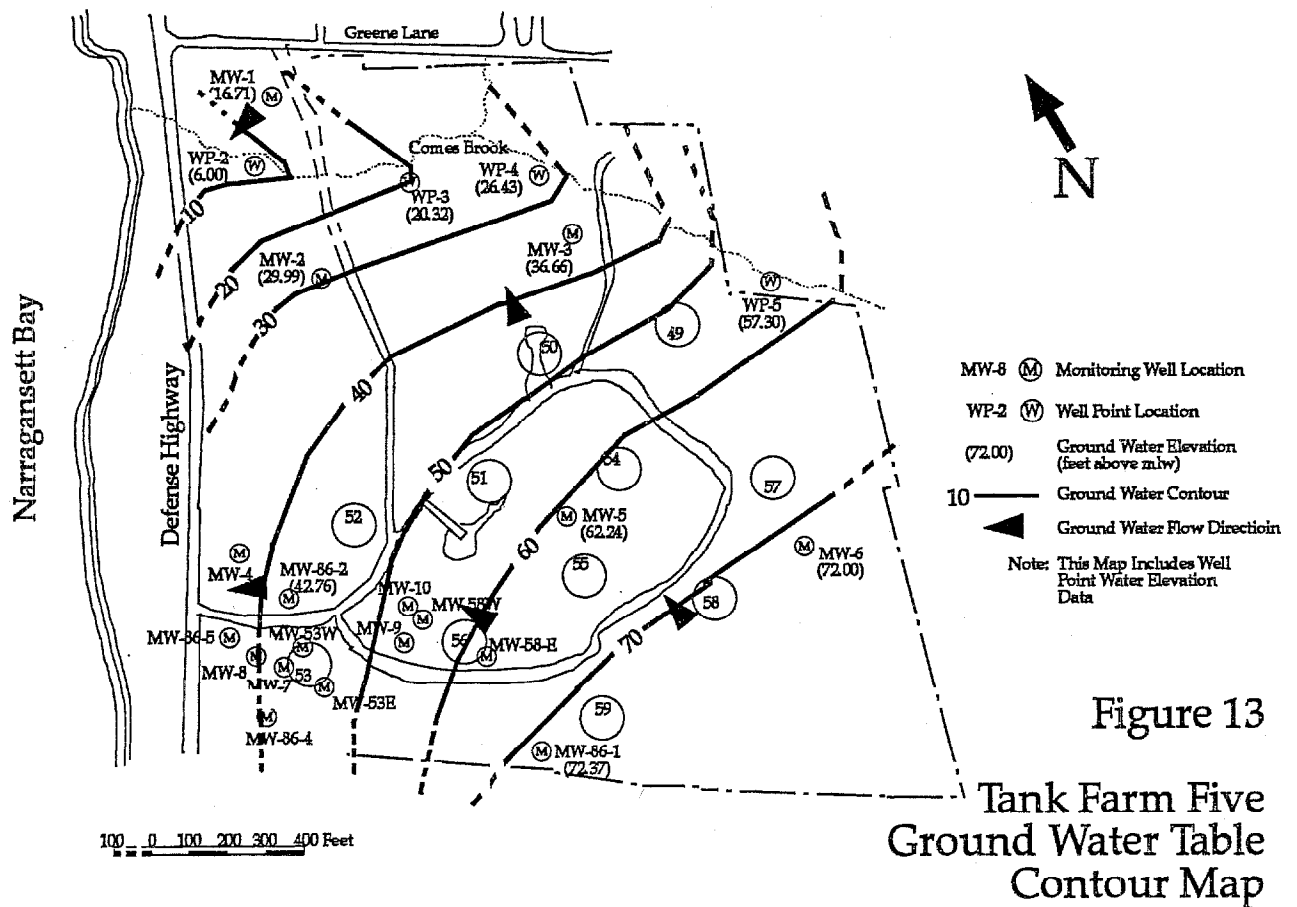 Greene Lane
MW-1
(16.71)
M
Comes Brook
WP-2
(6.00)
W
WP-4
(26.43)
W
W
WP-3
(20.32)
N
10
MW-2
(29.99)
M
MW-3
(36.66)
M
20
30
W
WP-5
(57.30)
49
50
40
Narragansett Bay
Defense Highway
MW-8 M Monitoring Well Location
WP-2 W Well Point Location
(72.00) Ground Water Elevation
(feet above mlw)
10 Ground Water Contour
Ground Water Flow Directioin
Note: This Map Includes Well
Point Water Elevation
Data
50
51
54
57
52
M
MW-5
(62.24)
60
M
MW-6
(72.00)
M
MW-4
MW-86-2
(42.76)
M
55
58
MW-10
M
MW-58W
M
MW-9
M
56
MW-58-E
M
70
MW-86-5
M
MW-53W
M
MW-8
M
MW-7
M
53
M
MW-53E
M
MW-86-4
59
M
MW-86-1
(72.37)
Figure 13
Tank Farm Five
Ground Water Table
Contour Map
100 0 100 200 300 400 Feet